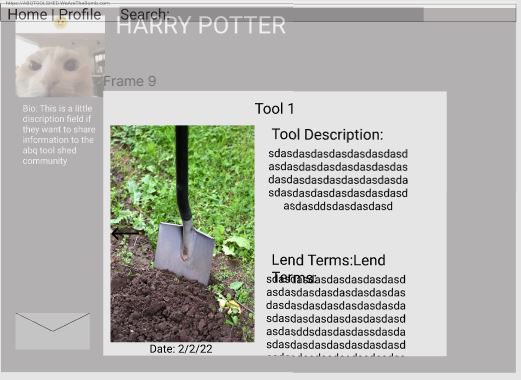 https://ABQTOOLSHED.WeAreTheBomb.com
Home | Profile
Search:
HARRY POTTER
Frame 9
Bio: This is a little
discription field if
they want to share
information to the
abq tool shed
community
Tool 1
Date: 2/2/22
Tool Description:
sdasdasdasdasdasdasdasd
asdasdasdasdasdasdasdas
dasdasdasdasdasdasdasda
sdasdasdasdasdasdasdasd
asdasddsdasdasdasd
Lend Terms:Lend
Terms:
sdasdasdasdasdasdasdasd
asdasdasdasdasdasdasdas
dasdasdasdasdasdasdasda
sdasdasdasdasdasdasdasd
asdasddsdasdasdassdasda
sdasdasdasdasdasdasdasd